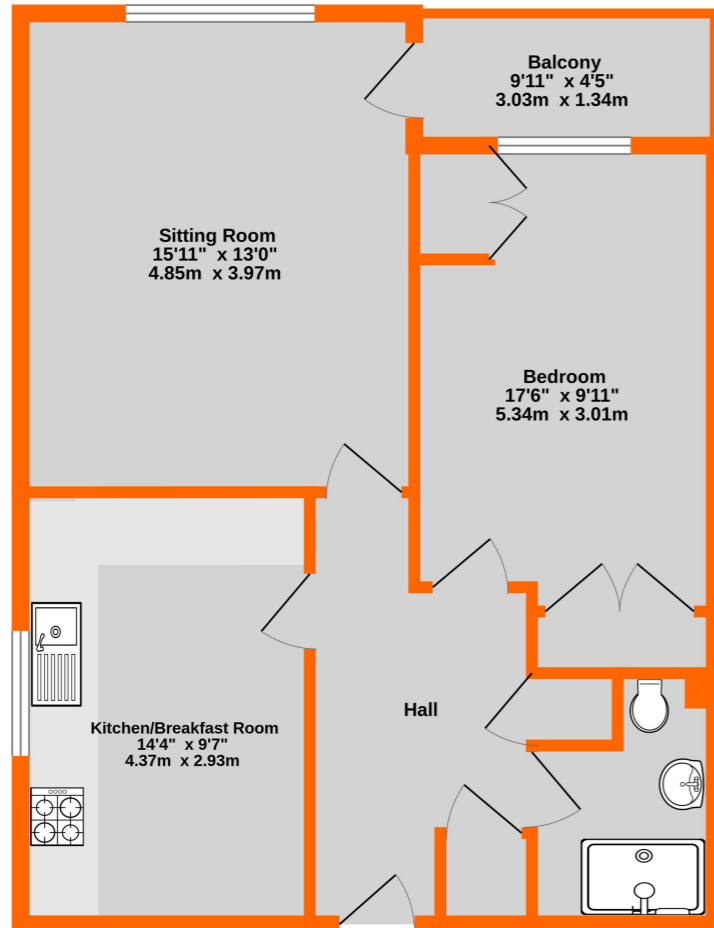 Balcony
9'11"  x 4'5"
3.03m  x 1.34m
Sitting Room
15'11"  x 13'0"
4.85m  x 3.97m
Bedroom
17'6"  x 9'11"
5.34m  x 3.01m
Hall
Kitchen/Breakfast Room
14'4"  x 9'7"
4.37m  x 2.93m